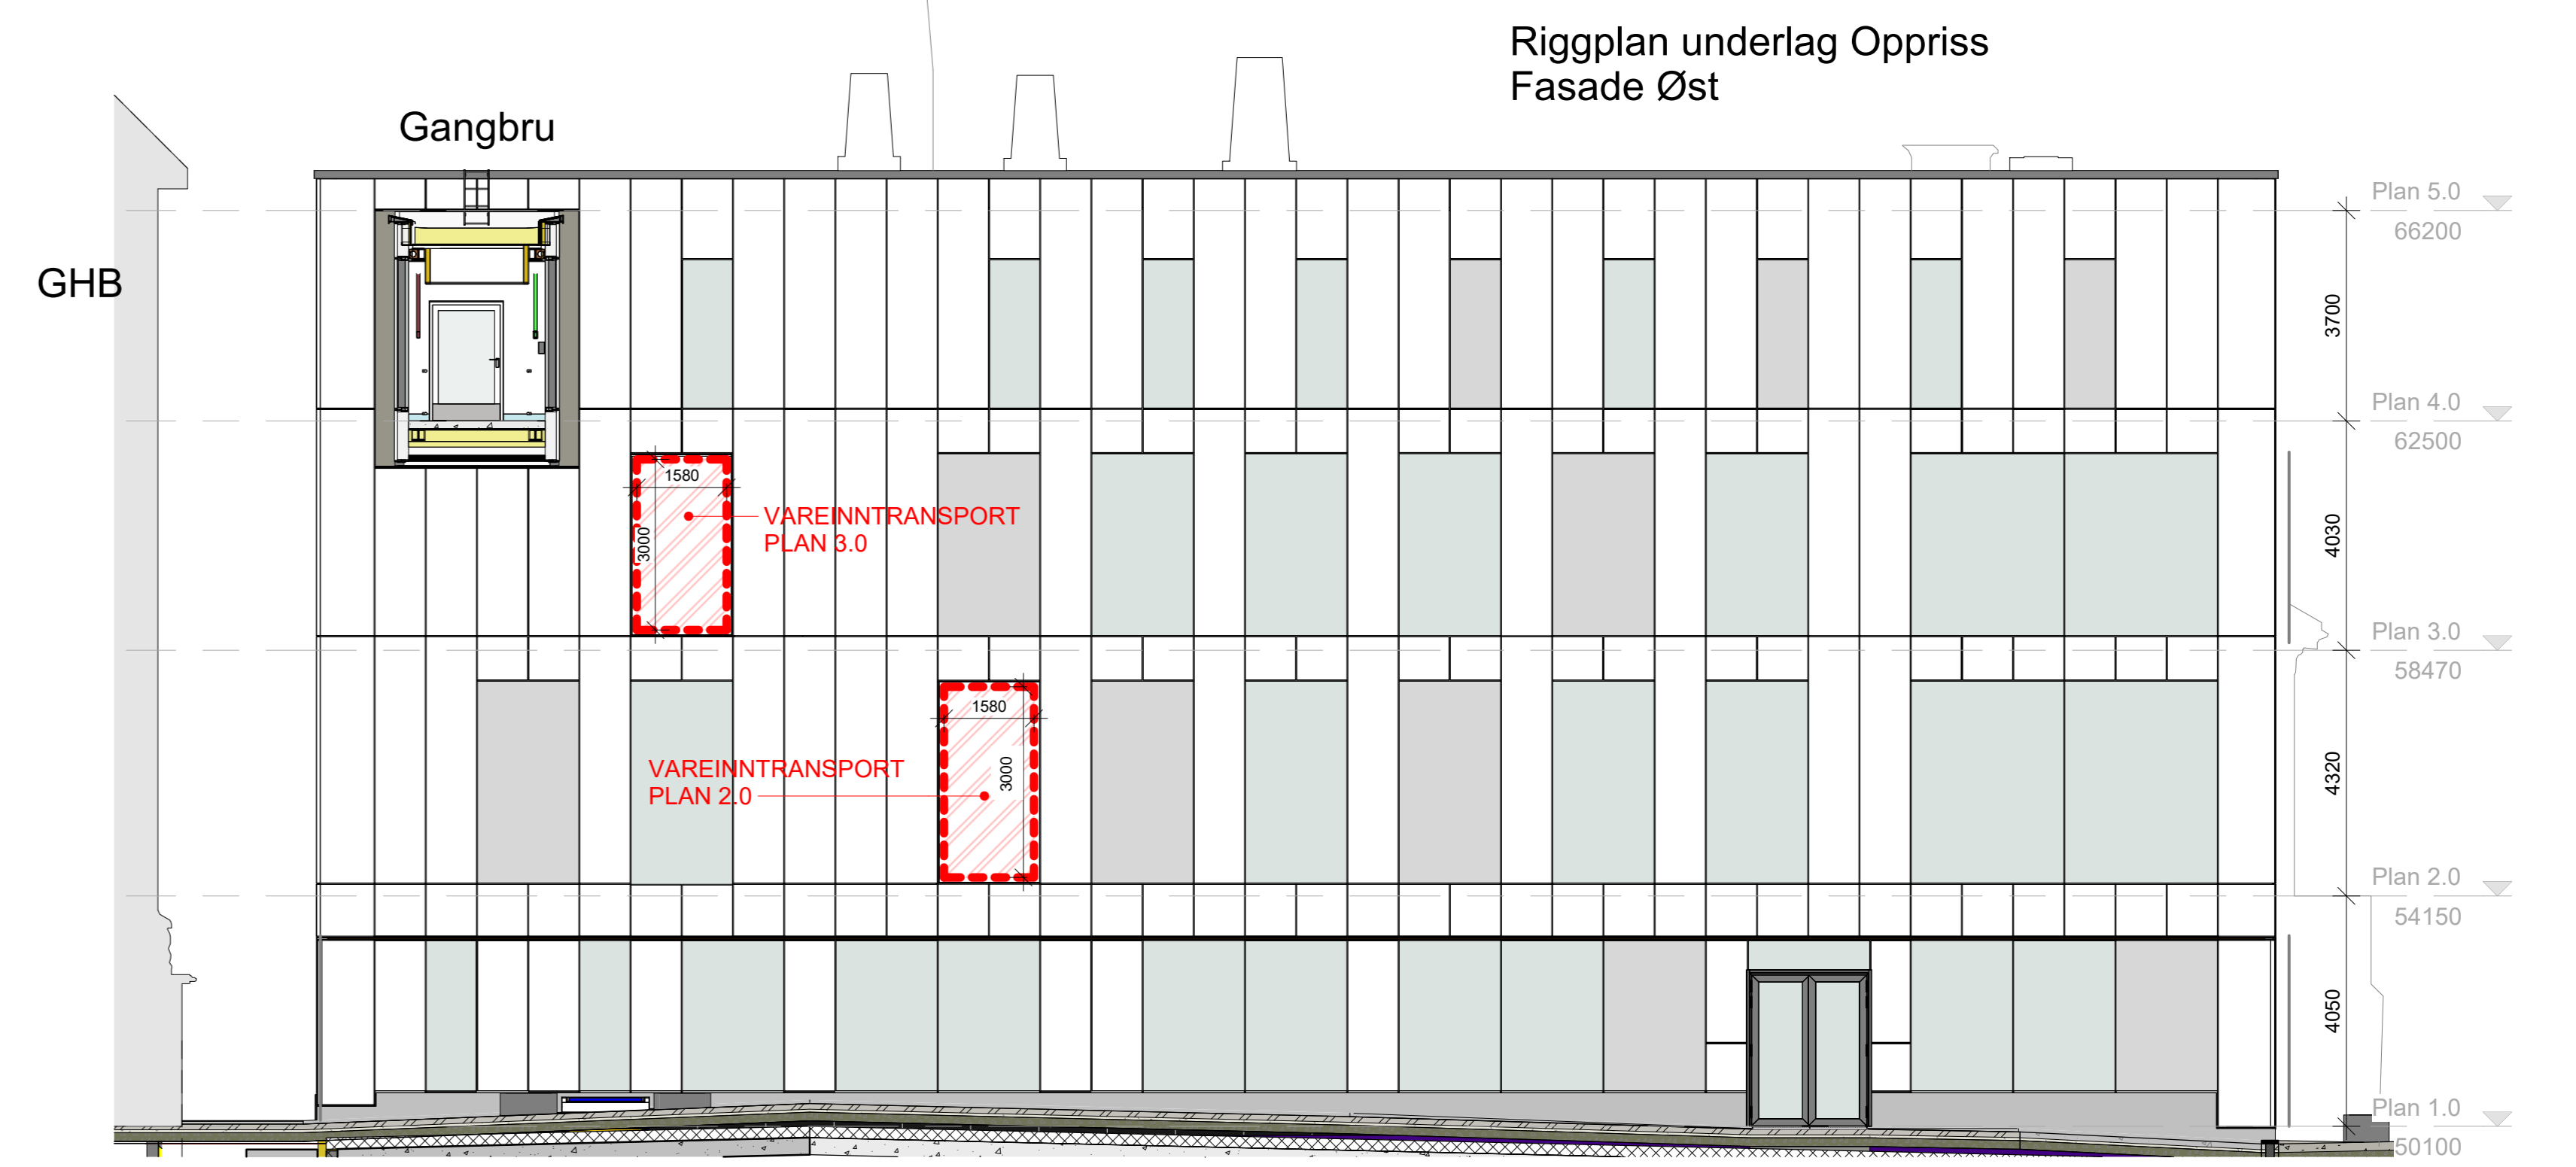 Riggplan underlag Oppriss
Fasade Øst
Gangbru
GHB
Plan 5.0
66200
3700
Plan 4.0
62500
1580
3000
VAREINNTRANSPORT
PLAN 3.0
4030
Plan 3.0
58470
1580
3000
VAREINNTRANSPORT
PLAN 2.0
4320
Plan 2.0
54150
4050
Plan 1.0
50100